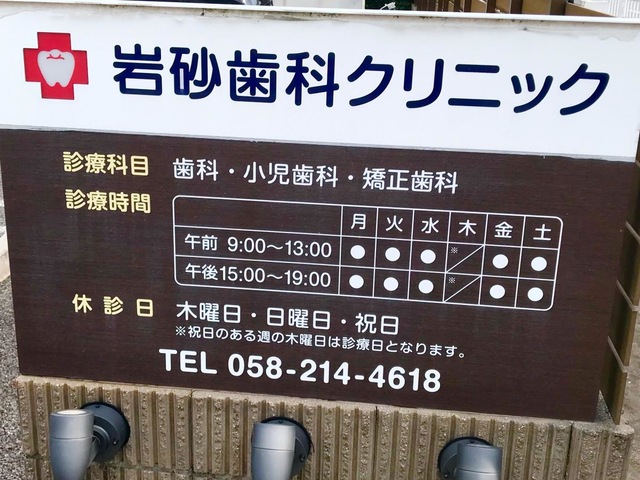 岩砂歯科クリニック
診療科目 歯科・小児歯科・矯正歯科
診療時間
月 火 水 木 金 土
午前 9:00～13:00 ● ● ● ※／ ● ●
午後15:00～19:00 ● ● ● ※／ ● ●
休診日 木曜日・日曜日・祝日
※祝日のある週の木曜日は診療日となります。
TEL 058-214-4618